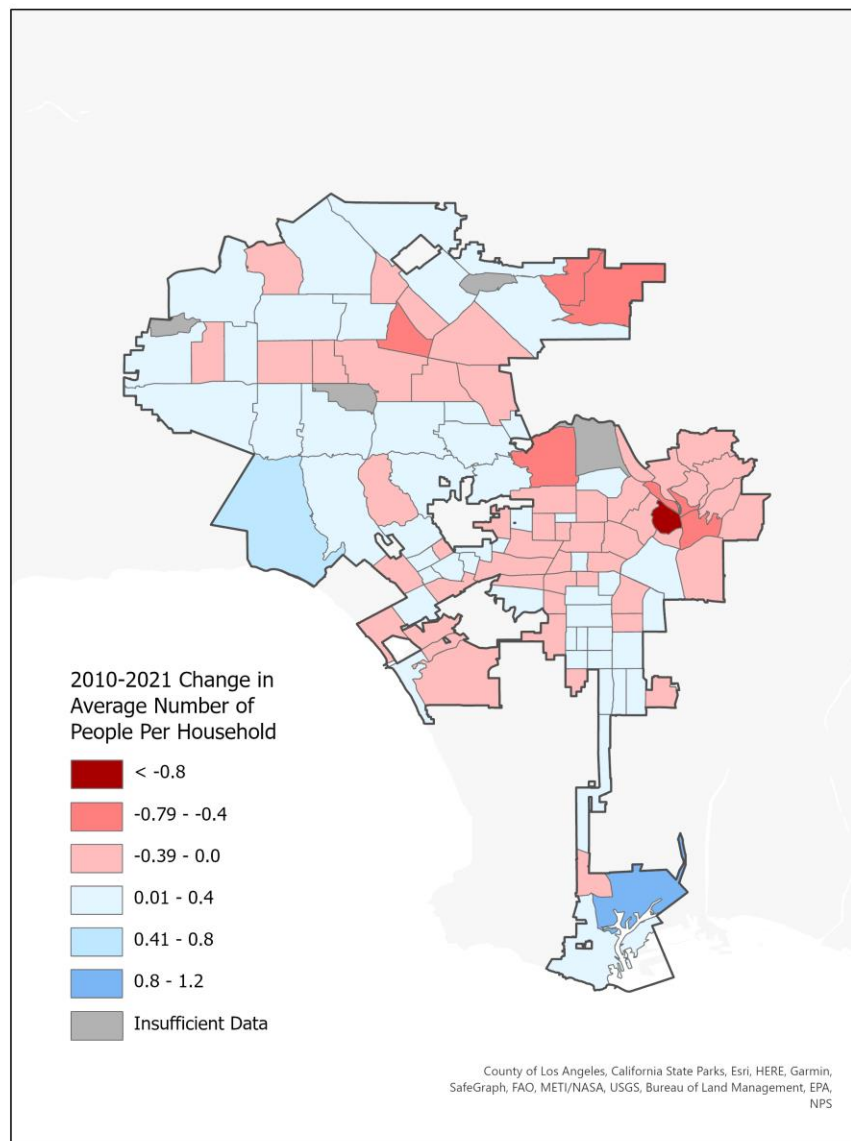 2010-2021 Change in
Average Number of
People Per Household
< -0.8
-0.79 - -0.4
-0.39 - 0.0
0.01 - 0.4
0.41 - 0.8
0.8 - 1.2
Insufficient Data
County of Los Angeles, California State Parks, Esri, HERE, Garmin,
SafeGraph, FAO, METI/NASA, USGS, Bureau of Land Management, EPA,
NPS